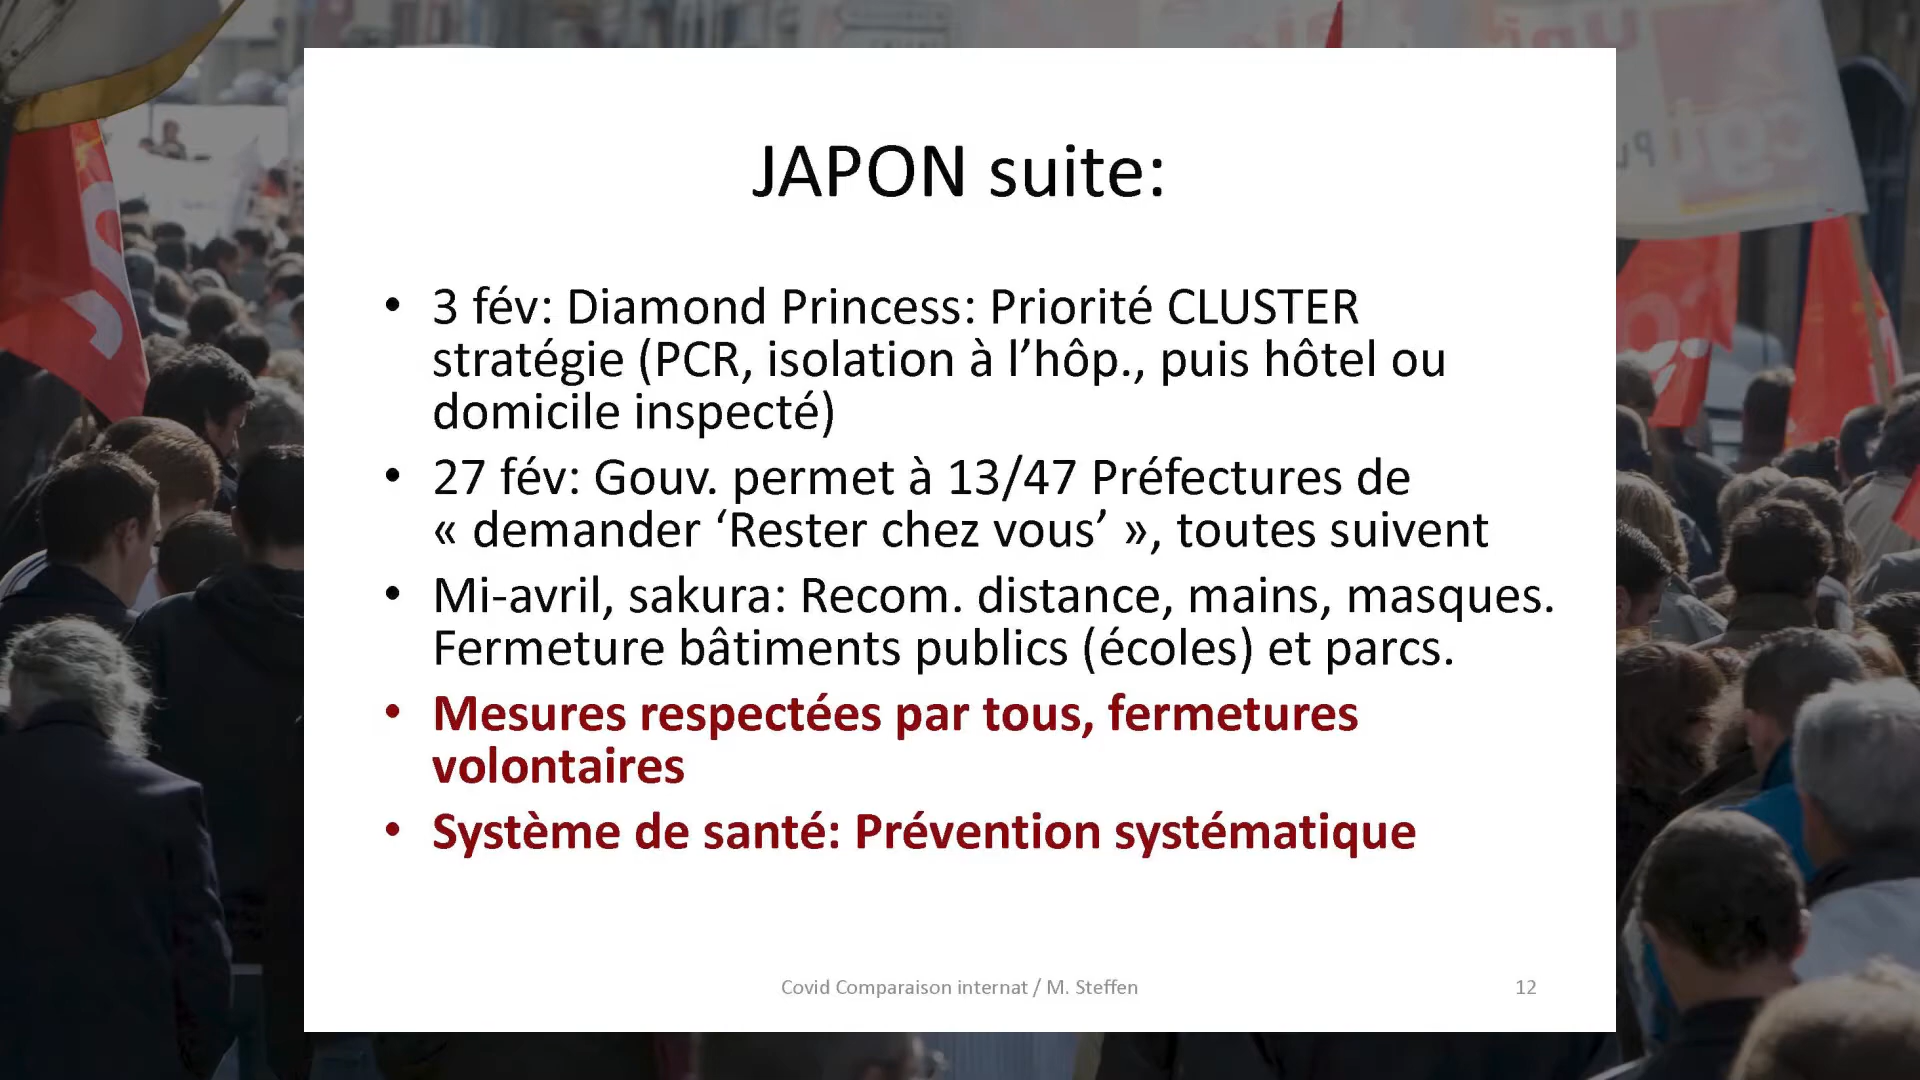 JAPON suite:
• 3 fév: Diamond Princess: Priorité CLUSTER
stratégie (PCR, isolation à l’hôp., puis hôtel ou
domicile inspecté)
• 27 fév: Gouv. permet à 13/47 Préfectures de
« demander ‘Rester chez vous’ », toutes suivent
• Mi-avril, sakura: Recom. distance, mains, masques.
Fermeture bâtiments publics (écoles) et parcs.
• Mesures respectées par tous, fermetures
volontaires
• Système de santé: Prévention systématique
Covid Comparaison internat / M. Steffen
12